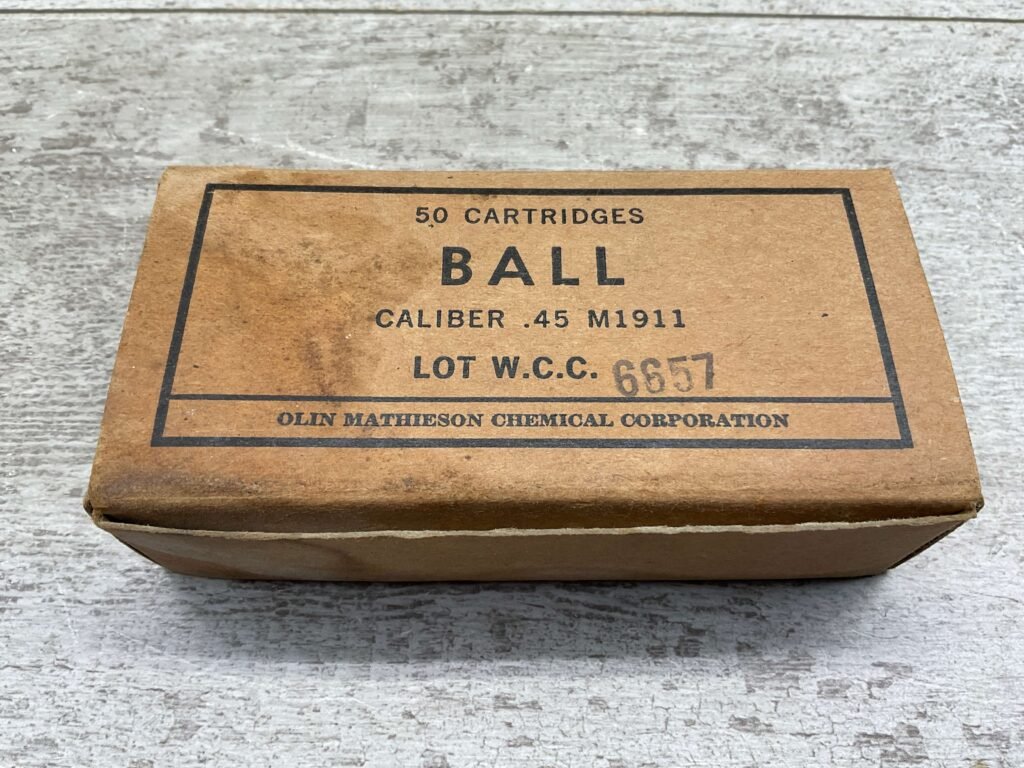 50 CARTRIDGES
BALL
CALIBER .45 M1911
LOT W.C.C. 6657
OLIN MATHIESON CHEMICAL CORPORATION